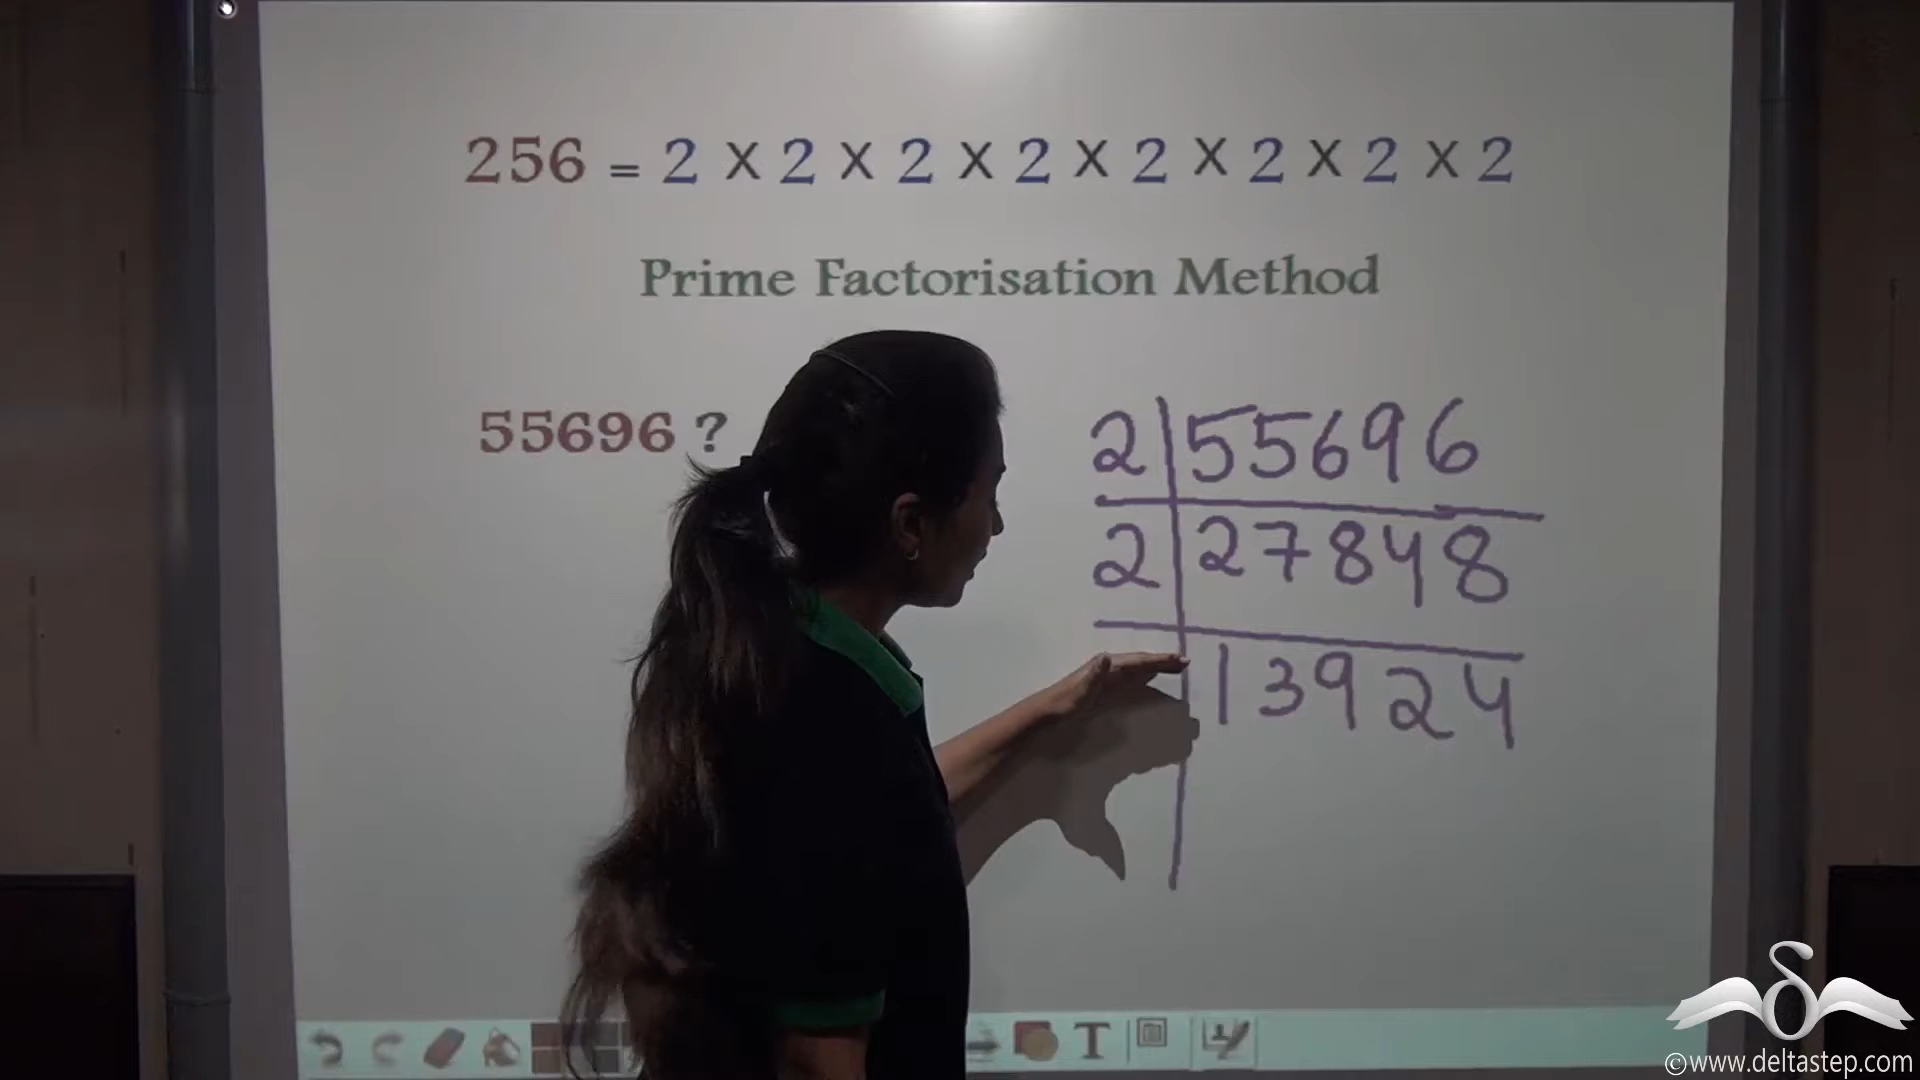 256 = 2 X 2 X 2 X 2 X 2 X 2 X 2 X 2
Prime Factorisation Method
55696 ?
2 55696
2 27848
13924
T
©www.deltastep.com